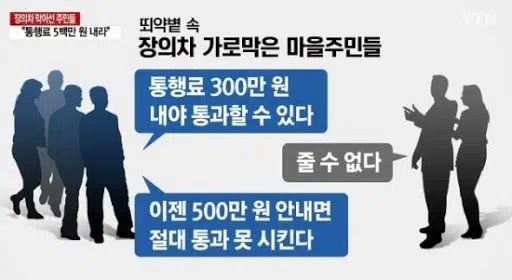 장의차 막아선 주민들
"통행료 5백만 원 내라"
YTN
뙤약볕 속
장의차 가로막은 마을주민들
통행료 300만 원
내야 통과할 수 있다
줄 수 없다
이젠 500만 원 안내면
절대 통과 못 시킨다